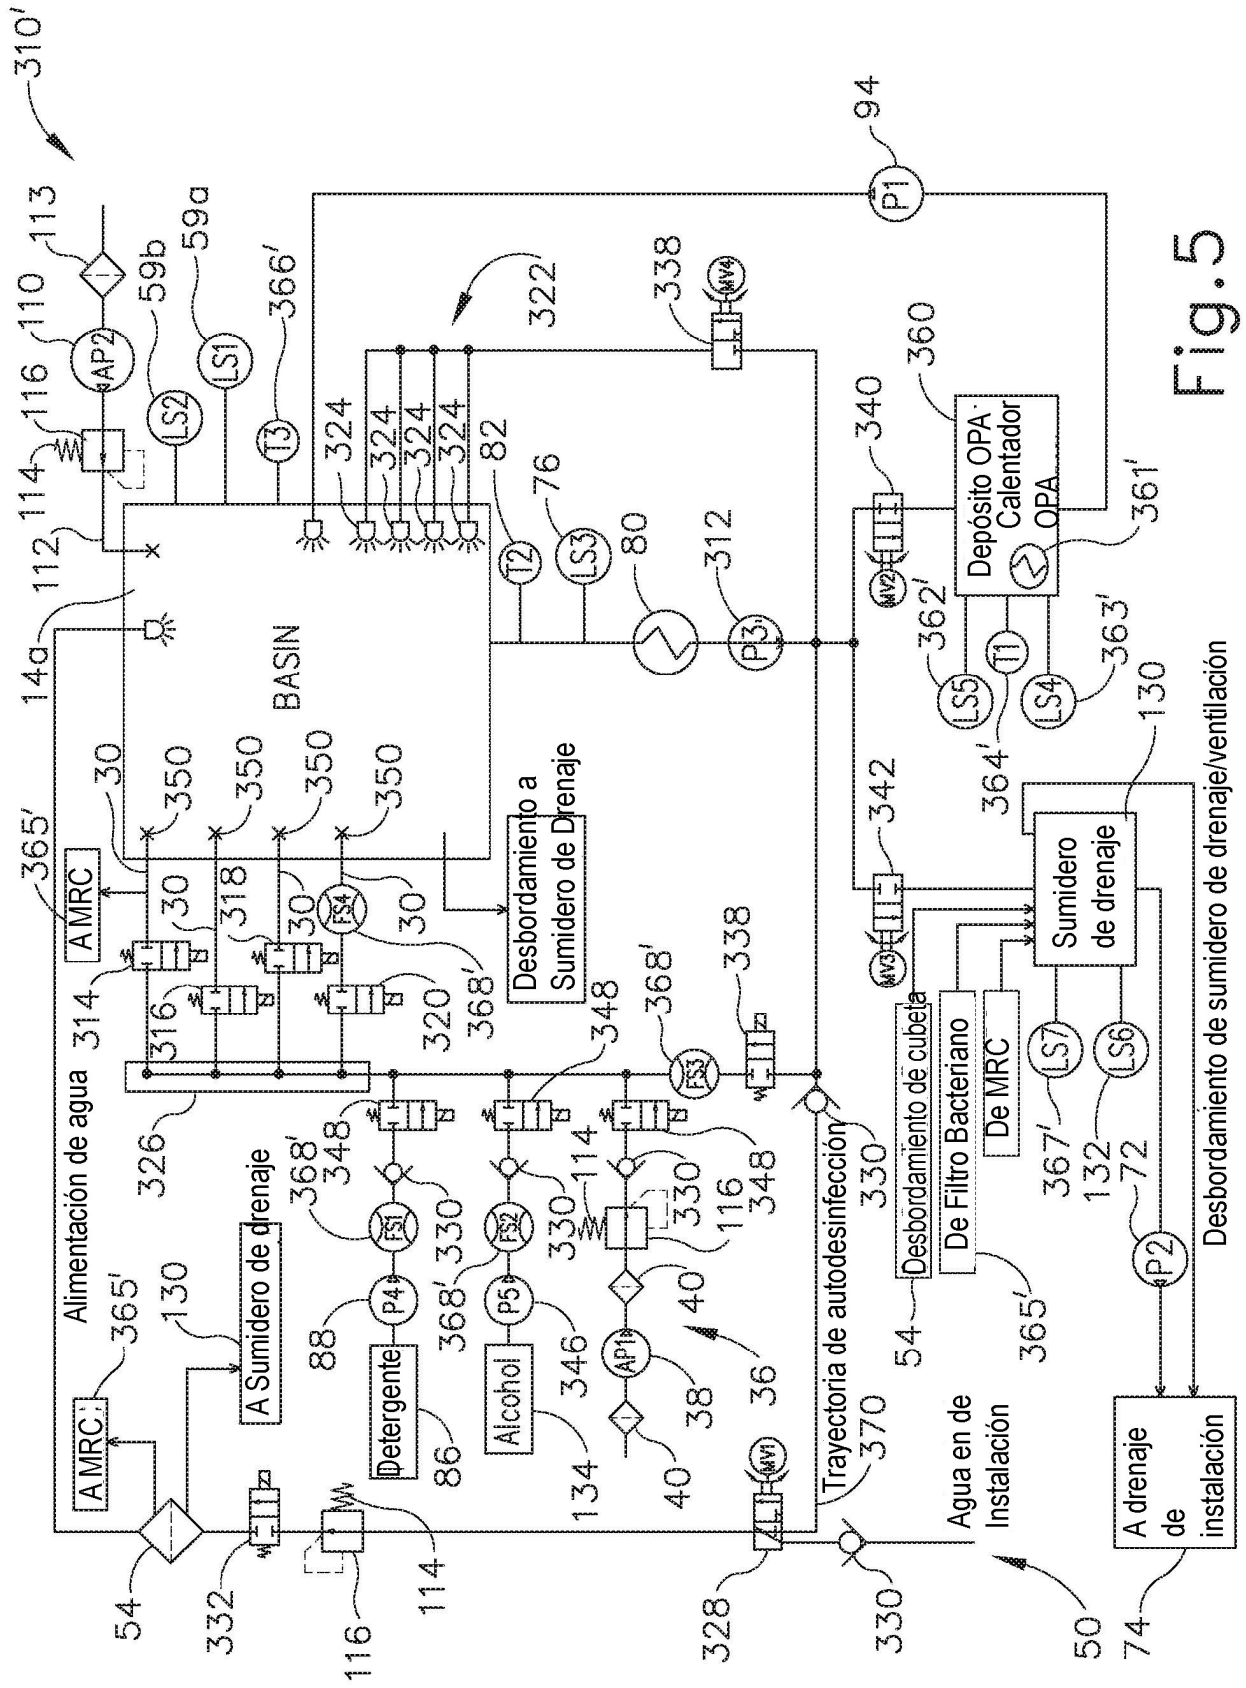 310'
113
110
116
114
112
14a
AP2
59b
59a
366'
LS2
LS1
T3
322
324
324
324
324
338
MV4
94
P1
BASIN
82
T2
76
LS3
80
312
P3
340
MV2
360
Depósito OPA-
Calentador
OPA
361'
362'
LS5
T1
LS4
363'
364'
365'
A MRC
30
350
350
350
350
30
318
30
FS4
30
314
316
320
368'
Desbordamiento a
Sumidero de Drenaje
326
Alimentación de agua
348
348
348
368'
FS3
338
342
MV3
130
Sumidero
de drenaje
LS7
LS6
367'
132
72
P2
Desbordamiento de cubeta
De Filtro Bacteriano
De MRC
54
365'
Desbordamiento de sumidero de drenaje/ventilación
365'
A MRC
130
A Sumidero de drenaje
54
332
116
114
368'
330
FS1
P4
88
Detergente
86
368'
330
FS2
P5
346
Alcohol
134
114
330
116
40
AP1
38
40
36
330
Trayectoria de autodesinfección
370
MV1
328
330
Agua en de
Instalación
50
A drenaje
de
instalación
74
Fig.5